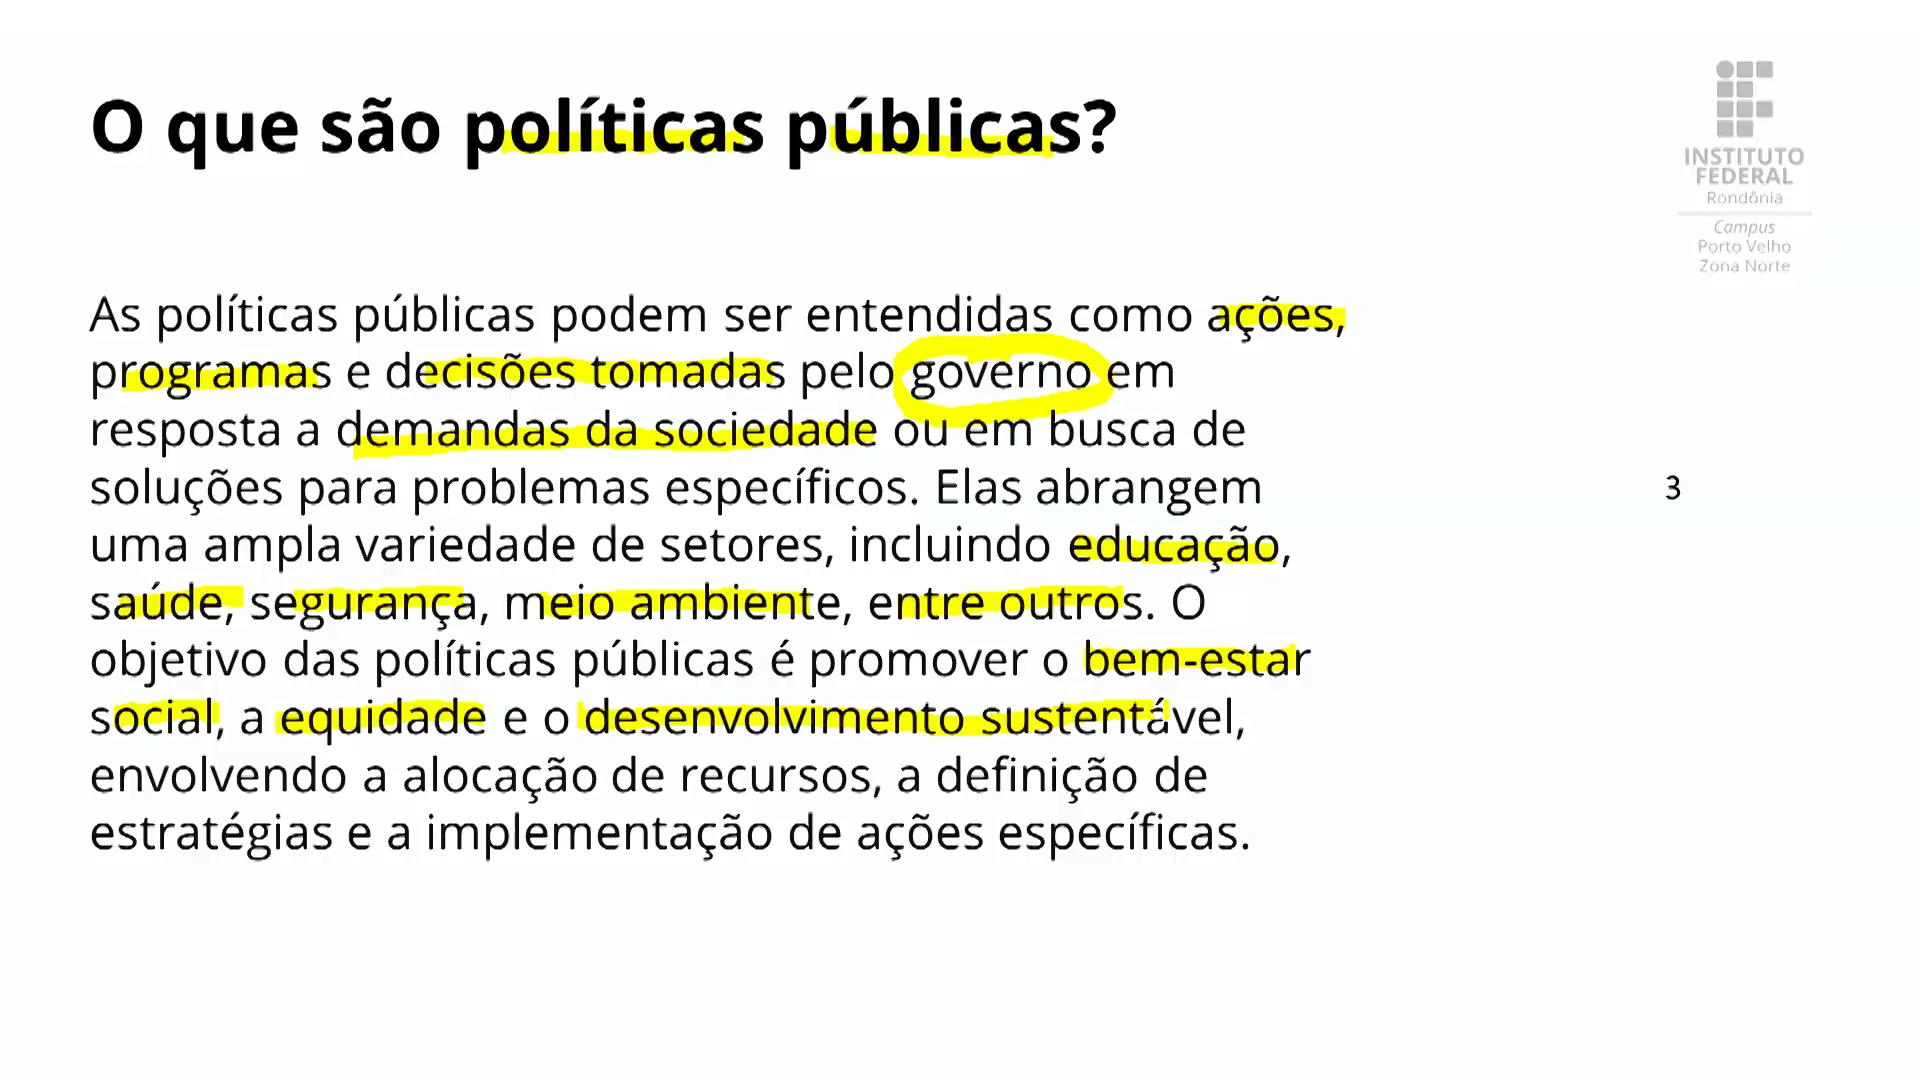 O que são políticas públicas?
INSTITUTO
FEDERAL
Rondônia
Campus
Porto Velho
Zona Norte
As políticas públicas podem ser entendidas como ações,
programas e decisões tomadas pelo governo em
resposta a demandas da sociedade ou em busca de
soluções para problemas específicos. Elas abrangem
uma ampla variedade de setores, incluindo educação,
saúde, segurança, meio ambiente, entre outros. O
objetivo das políticas públicas é promover o bem-estar
social, a equidade e o desenvolvimento sustentável,
envolvendo a alocação de recursos, a definição de
estratégias e a implementação de ações específicas.
3